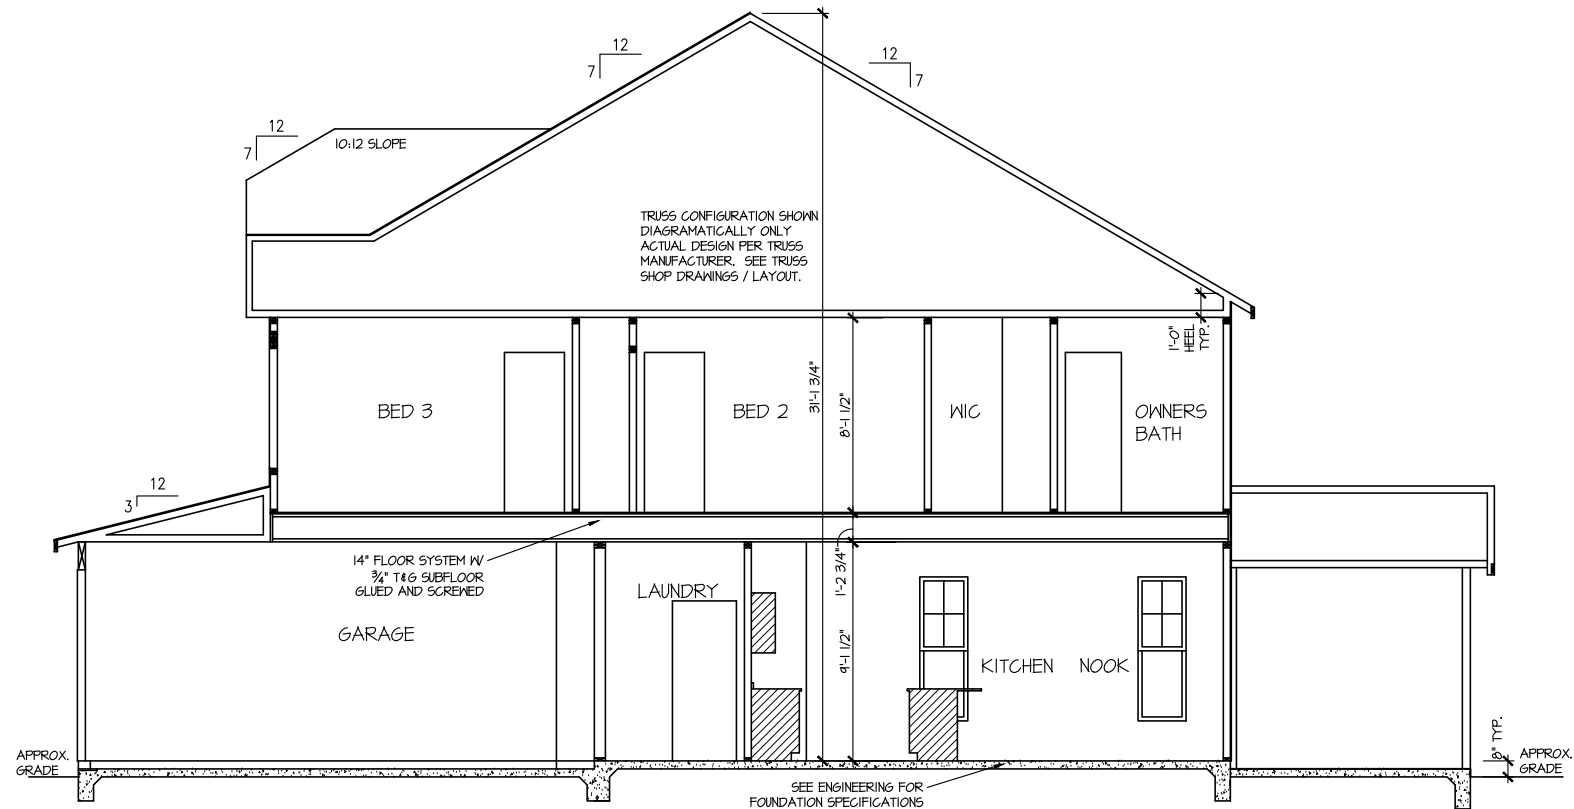 12
7
12
7
12
7
10:12 SLOPE
TRUSS CONFIGURATION SHOWN
DIAGRAMATICALLY ONLY
ACTUAL DESIGN PER TRUSS
MANUFACTURER. SEE TRUSS
SHOP DRAWINGS / LAYOUT.
1'-0"
HEEL
TYP.
31'-1 3/4"
8'-1 1/2"
BED 3
BED 2
WIC
OWNERS
BATH
12
3
14" FLOOR SYSTEM W/
¾" T&G SUBFLOOR
GLUED AND SCREWED
1'-2 3/4"
LAUNDRY
GARAGE
9'-1 1/2"
KITCHEN
NOOK
8" TYP.
APPROX.
GRADE
APPROX.
GRADE
SEE ENGINEERING FOR
FOUNDATION SPECIFICATIONS